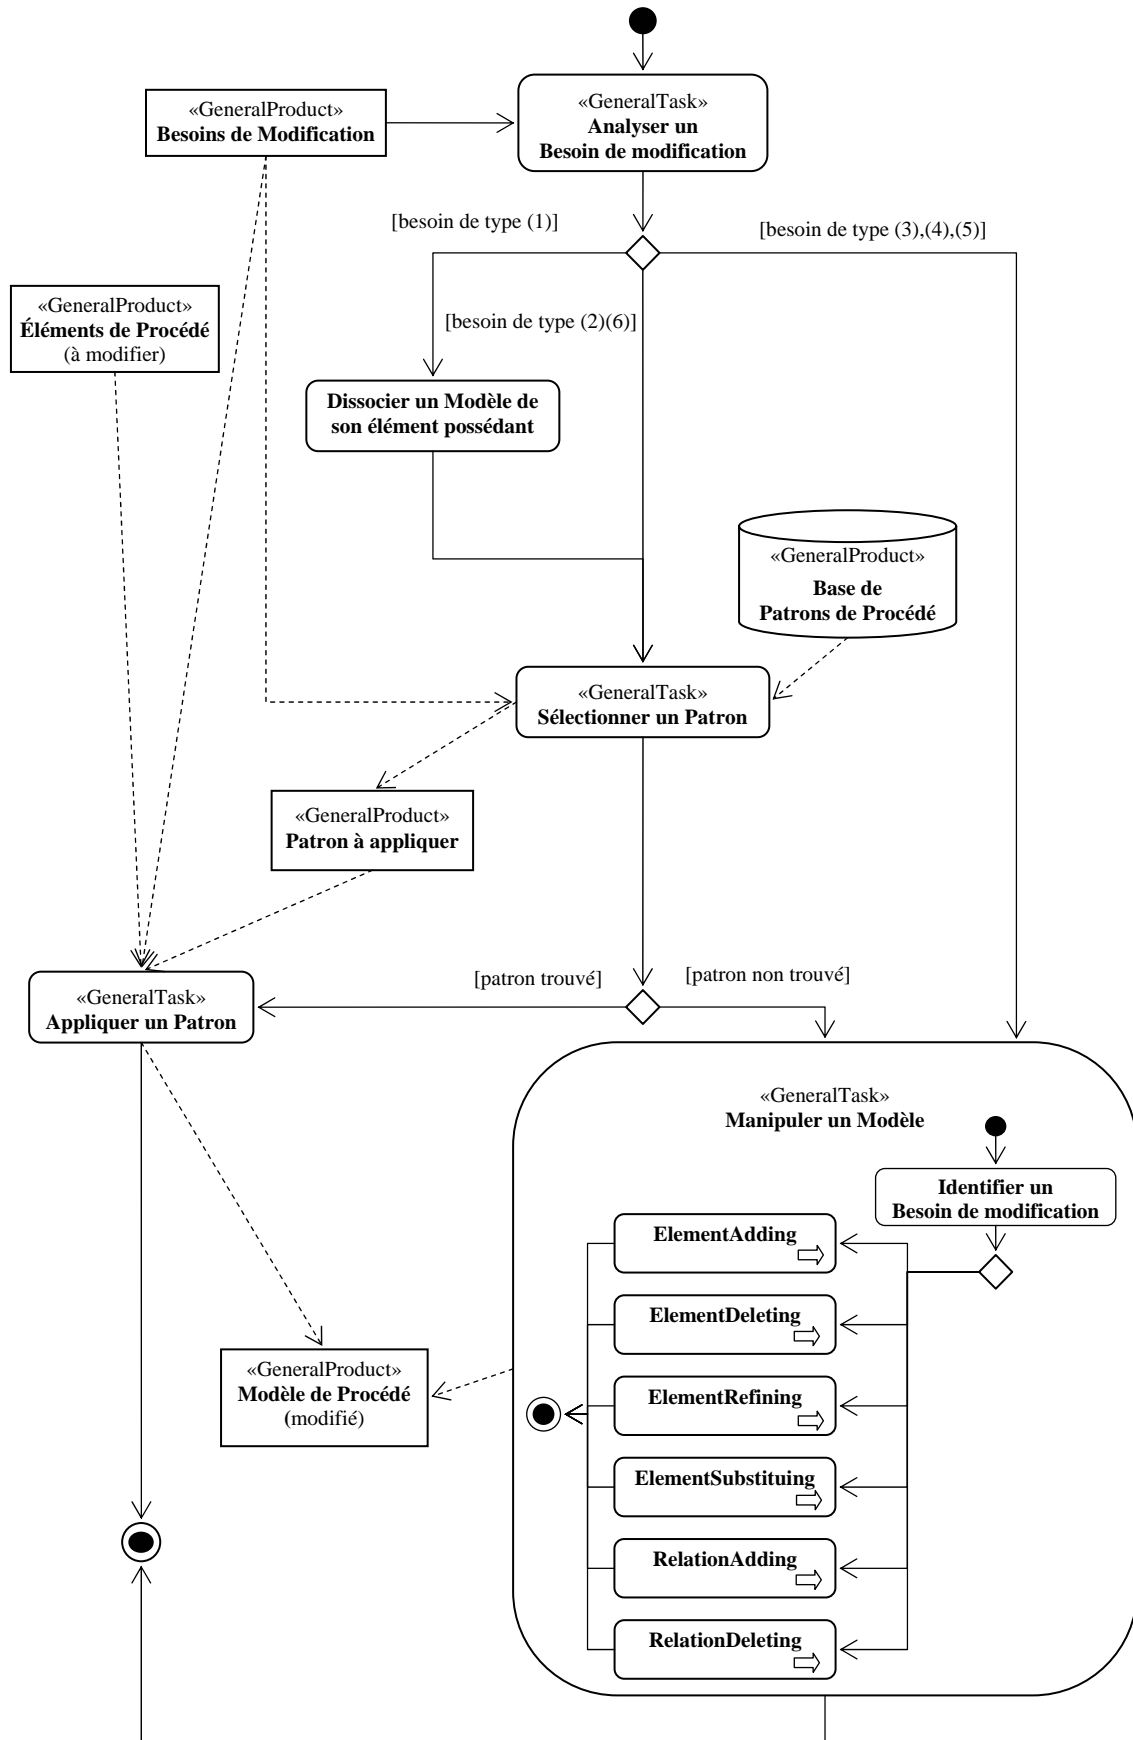 «GeneralProduct»
Besoins de Modification
«GeneralTask»
Analyser un
Besoin de modification
[besoin de type (1)]
[besoin de type (3),(4),(5)]
«GeneralProduct»
Éléments de Procédé
(à modifier)
[besoin de type (2)(6)]
Dissocier un Modèle de
son élément possédant
«GeneralProduct»
Base de
Patrons de Procédé
«GeneralTask»
Sélectionner un Patron
«GeneralProduct»
Patron à appliquer
[patron trouvé]
[patron non trouvé]
«GeneralTask»
Appliquer un Patron
«GeneralTask»
Manipuler un Modèle
Identifier un
Besoin de modification
ElementAdding
ElementDeleting
«GeneralProduct»
Modèle de Procédé
(modifié)
ElementRefining
ElementSubstituing
RelationAdding
RelationDeleting